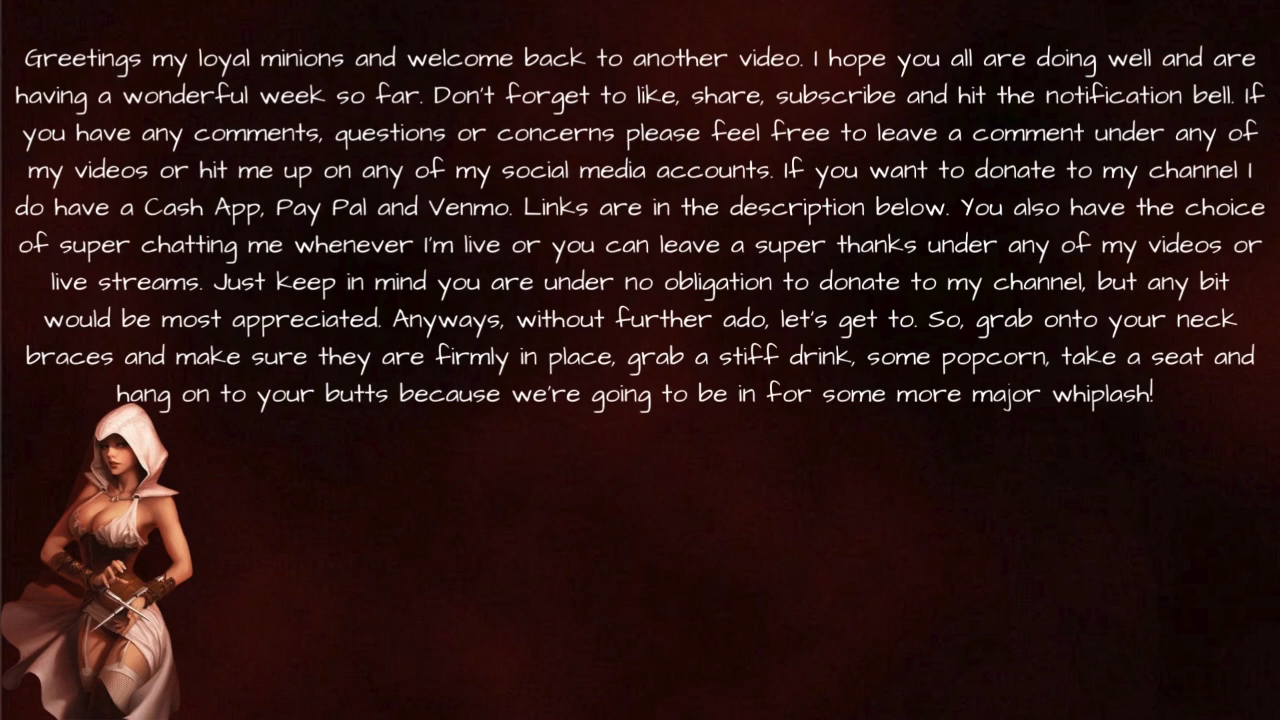 Greetings my loyal minions and welcome back to another video. I hope you all are doing well and are
having a wonderful week so far. Don't forget to like, share, subscribe and hit the notification bell. If
you have any comments, questions or concerns please feel free to leave a comment under any of
my videos or hit me up on any of my social media accounts. If you want to donate to my channel I
do have a Cash App, Pay Pal and Venmo. Links are in the description below. You also have the choice
of super chatting me whenever I'm live or you can leave a super thanks under any of my videos or
live streams. Just keep in mind you are under no obligation to donate to my channel, but any bit
would be most appreciated. Anyways, without further ado, let's get to. So, grab onto your neck
braces and make sure they are firmly in place, grab a stiff drink, some popcorn, take a seat and
hang on to your butts because we're going to be in for some more major whiplash!